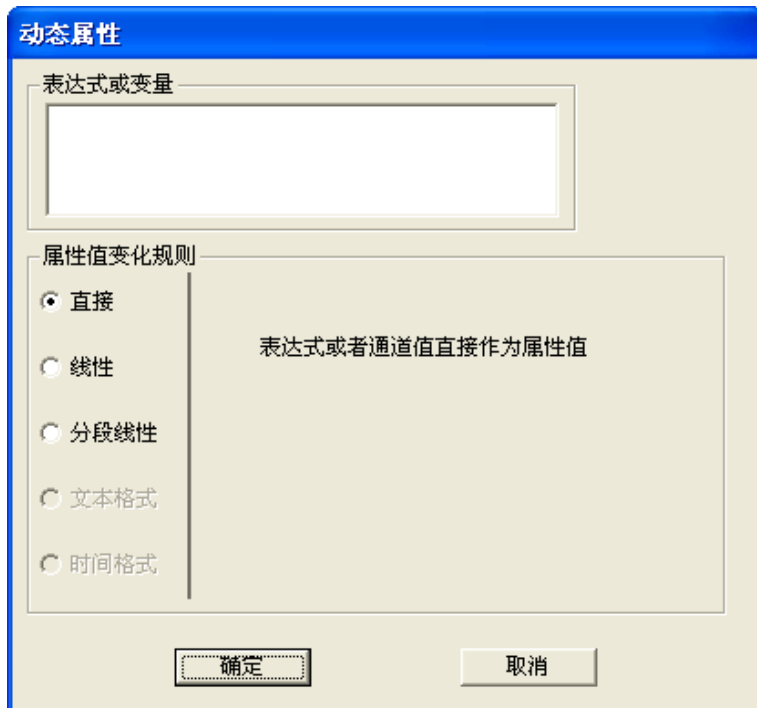 动态属性
表达式或变量
属性值变化规则
直接
表达式或者通道值直接作为属性值
线性
分段线性
文本格式
时间格式
确定
取消